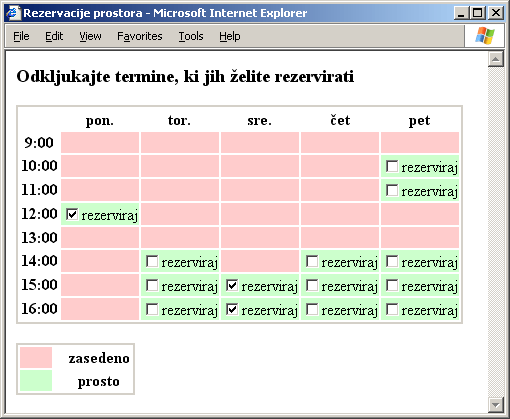 Rezervacije prostora - Microsoft Internet Explorer
File Edit View Favorites Tools Help
Odkljukajte termine, ki jih želite rezervirati
pon. tor. sre. čet pet
9:00
10:00 rezerviraj
11:00 rezerviraj
12:00 rezerviraj
13:00
14:00 rezerviraj rezerviraj rezerviraj
15:00 rezerviraj rezerviraj rezerviraj rezerviraj
16:00 rezerviraj rezerviraj rezerviraj rezerviraj
zasedeno
prosto